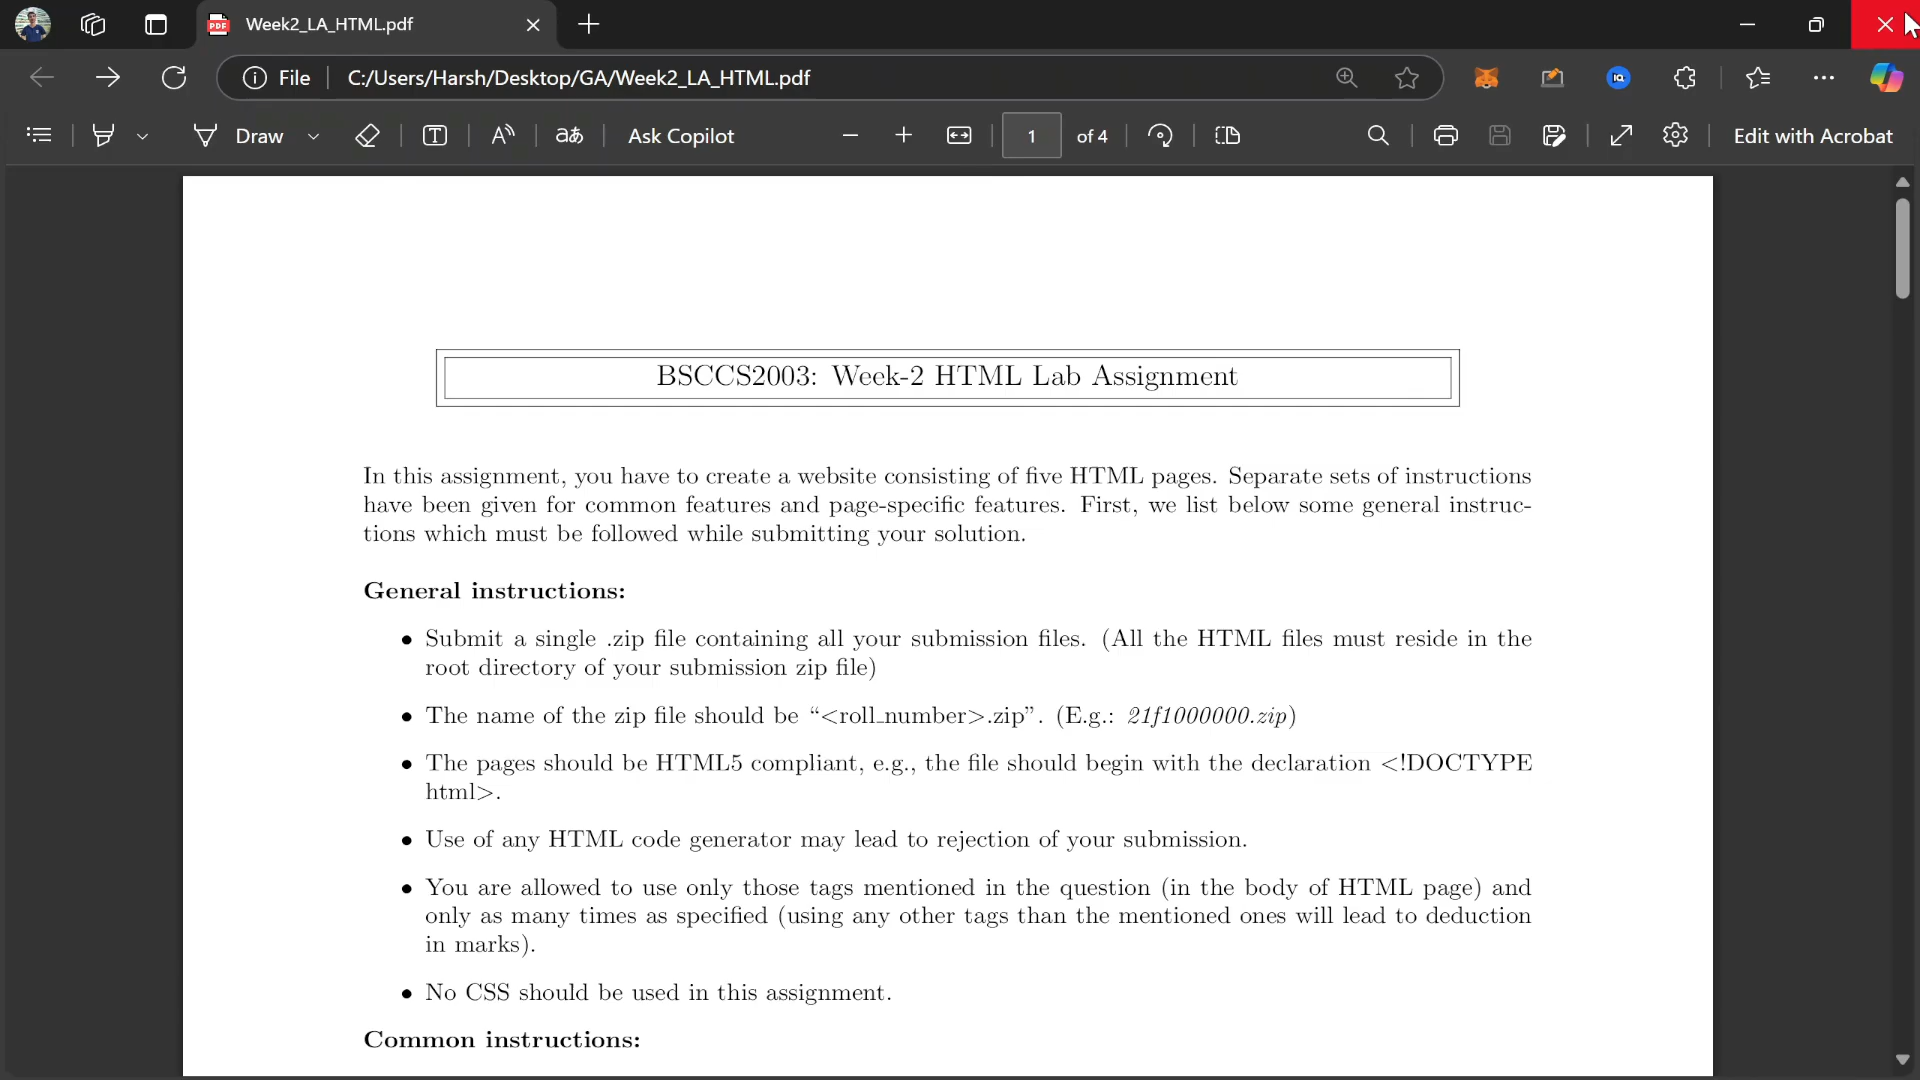 Week2_LA_HTML.pdf
File
C:/Users/Harsh/Desktop/GA/Week2_LA_HTML.pdf
Draw
Ask Copilot
1 of 4
Edit with Acrobat
BSCCS2003: Week-2 HTML Lab Assignment
In this assignment, you have to create a website consisting of five HTML pages. Separate sets of instructions
have been given for common features and page-specific features. First, we list below some general instruc-
tions which must be followed while submitting your solution.
General instructions:
• Submit a single .zip file containing all your submission files. (All the HTML files must reside in the
root directory of your submission zip file)
• The name of the zip file should be “<roll_number>.zip”. (E.g.: 21f1000000.zip)
• The pages should be HTML5 compliant, e.g., the file should begin with the declaration <!DOCTYPE
html>.
• Use of any HTML code generator may lead to rejection of your submission.
• You are allowed to use only those tags mentioned in the question (in the body of HTML page) and
only as many times as specified (using any other tags than the mentioned ones will lead to deduction
in marks).
• No CSS should be used in this assignment.
Common instructions: